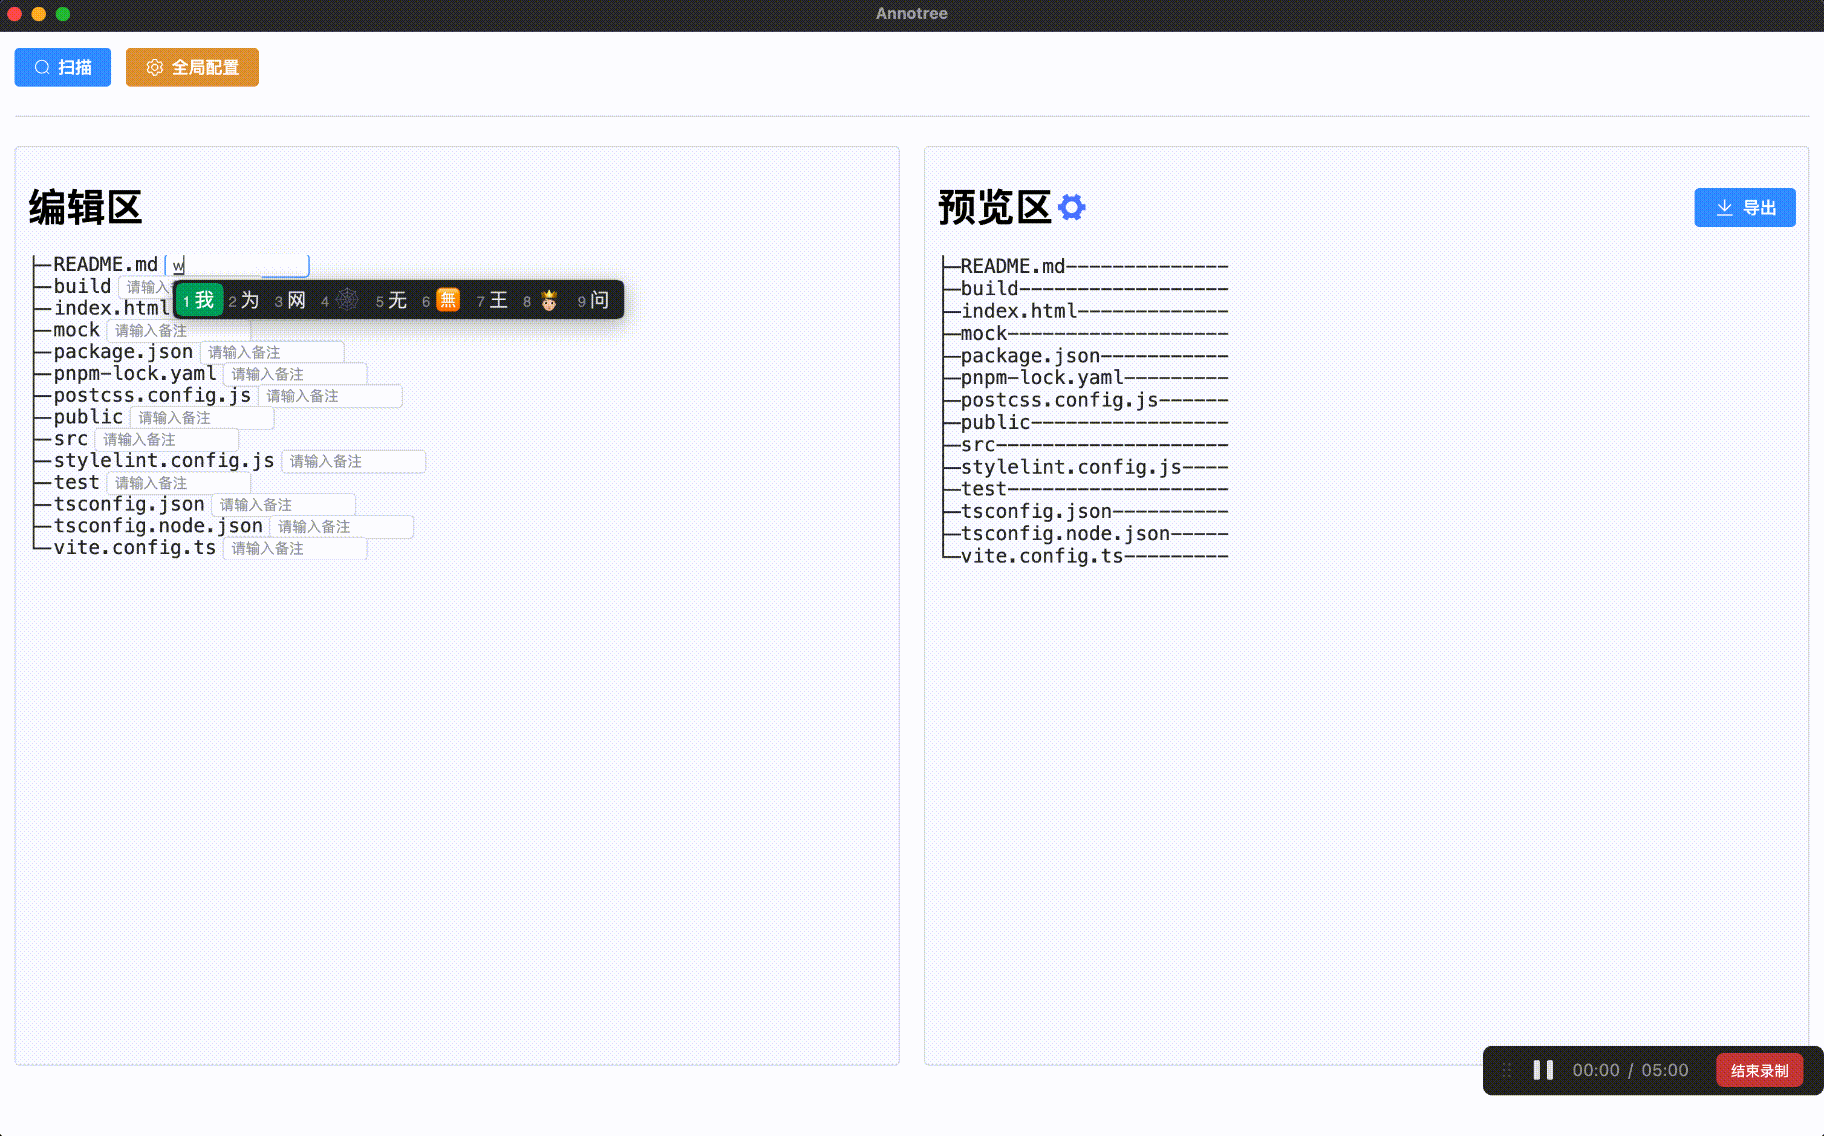 Annotree
扫描
全局配置
编辑区
├─README.md w
├─build 请输入
├─index.html
├─mock 请输入备注
├─package.json 请输入备注
├─pnpm-lock.yaml 请输入备注
├─postcss.config.js 请输入备注
├─public 请输入备注
├─src 请输入备注
├─stylelint.config.js 请输入备注
├─test 请输入备注
├─tsconfig.json 请输入备注
├─tsconfig.node.json 请输入备注
└─vite.config.ts 请输入备注
1 我 2 为 3 网 4 🕸 5 无 6 🈚 7 王 8 🤴 9 问
预览区
导出
├─README.md--------------
├─build------------------
├─index.html-------------
├─mock-------------------
├─package.json-----------
├─pnpm-lock.yaml---------
├─postcss.config.js------
├─public-----------------
├─src--------------------
├─stylelint.config.js----
├─test-------------------
├─tsconfig.json----------
├─tsconfig.node.json-----
└─vite.config.ts---------
00:00 / 05:00
结束录制